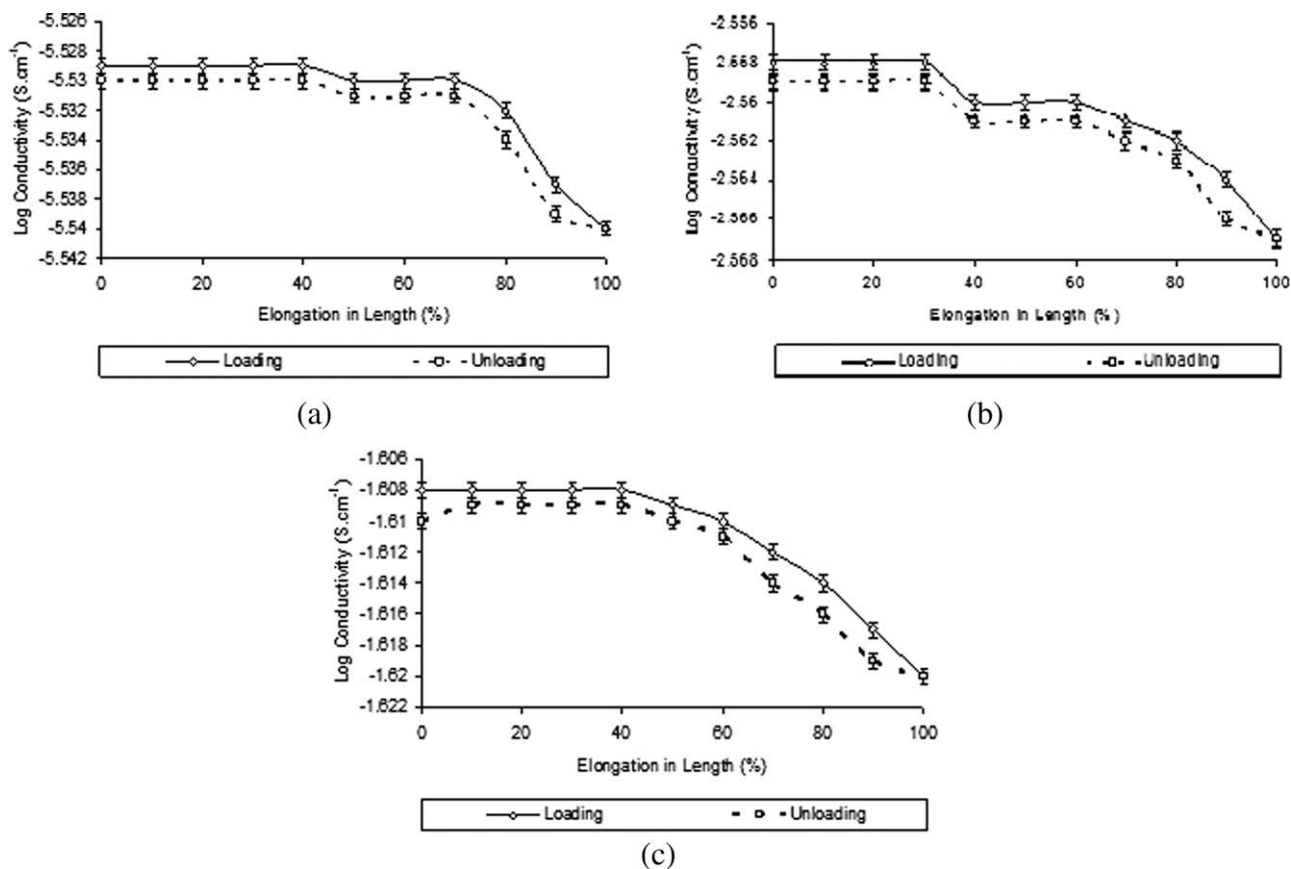 -5.526
-5.528
-5.53
-5.532
-5.534
-5.536
-5.538
-5.54
-5.542
Log Conductivity (S.cm⁻¹)
0 20 40 60 80 100
Elongation in Length (%)
Loading Unloading
(a)
-2.556
-2.558
-2.56
-2.562
-2.564
-2.566
-2.568
Log Conductivity (S.cm⁻¹)
0 20 40 60 80 100
Elongation in Length (%)
Loading Unloading
(b)
-1.606
-1.608
-1.61
-1.612
-1.614
-1.616
-1.618
-1.62
-1.622
Log Conductivity (S.cm⁻¹)
0 20 40 60 80 100
Elongation in Length (%)
Loading Unloading
(c)